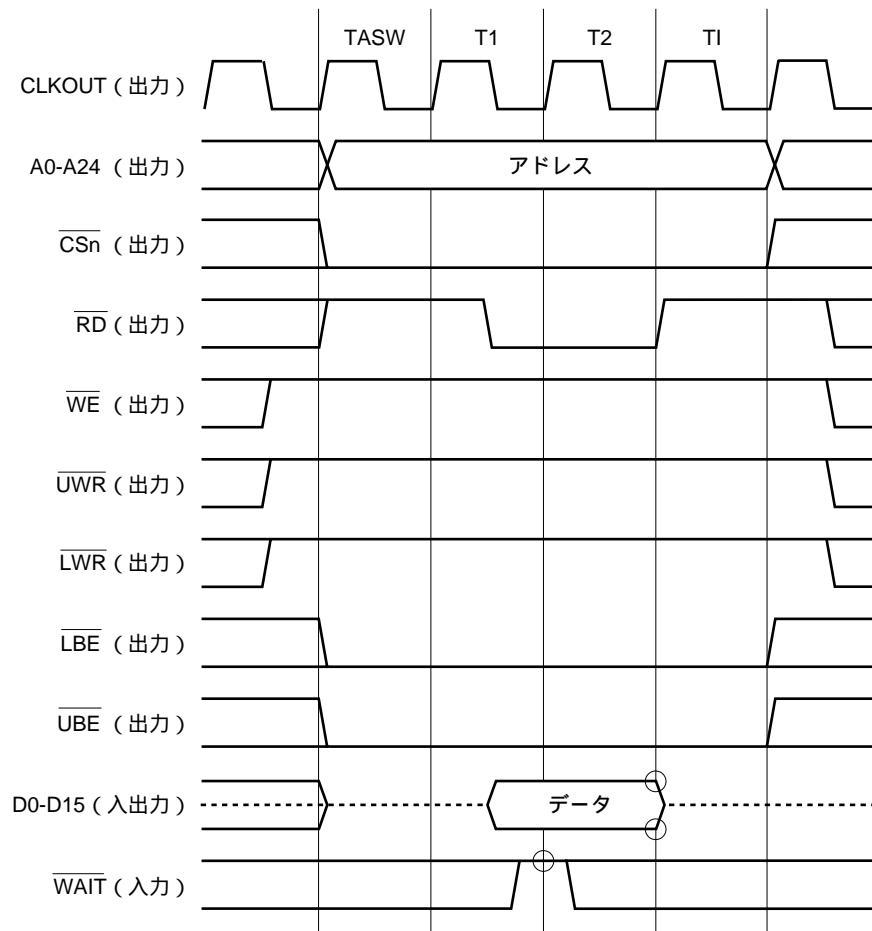 TASW T1 T2 TI
CLKOUT（出力）
A0-A24 （出力） アドレス
CSn （出力）
RD（出力）
WE （出力）
UWR（出力）
LWR（出力）
LBE （出力）
UBE （出力）
D0-D15（入出力） データ
WAIT（入力）